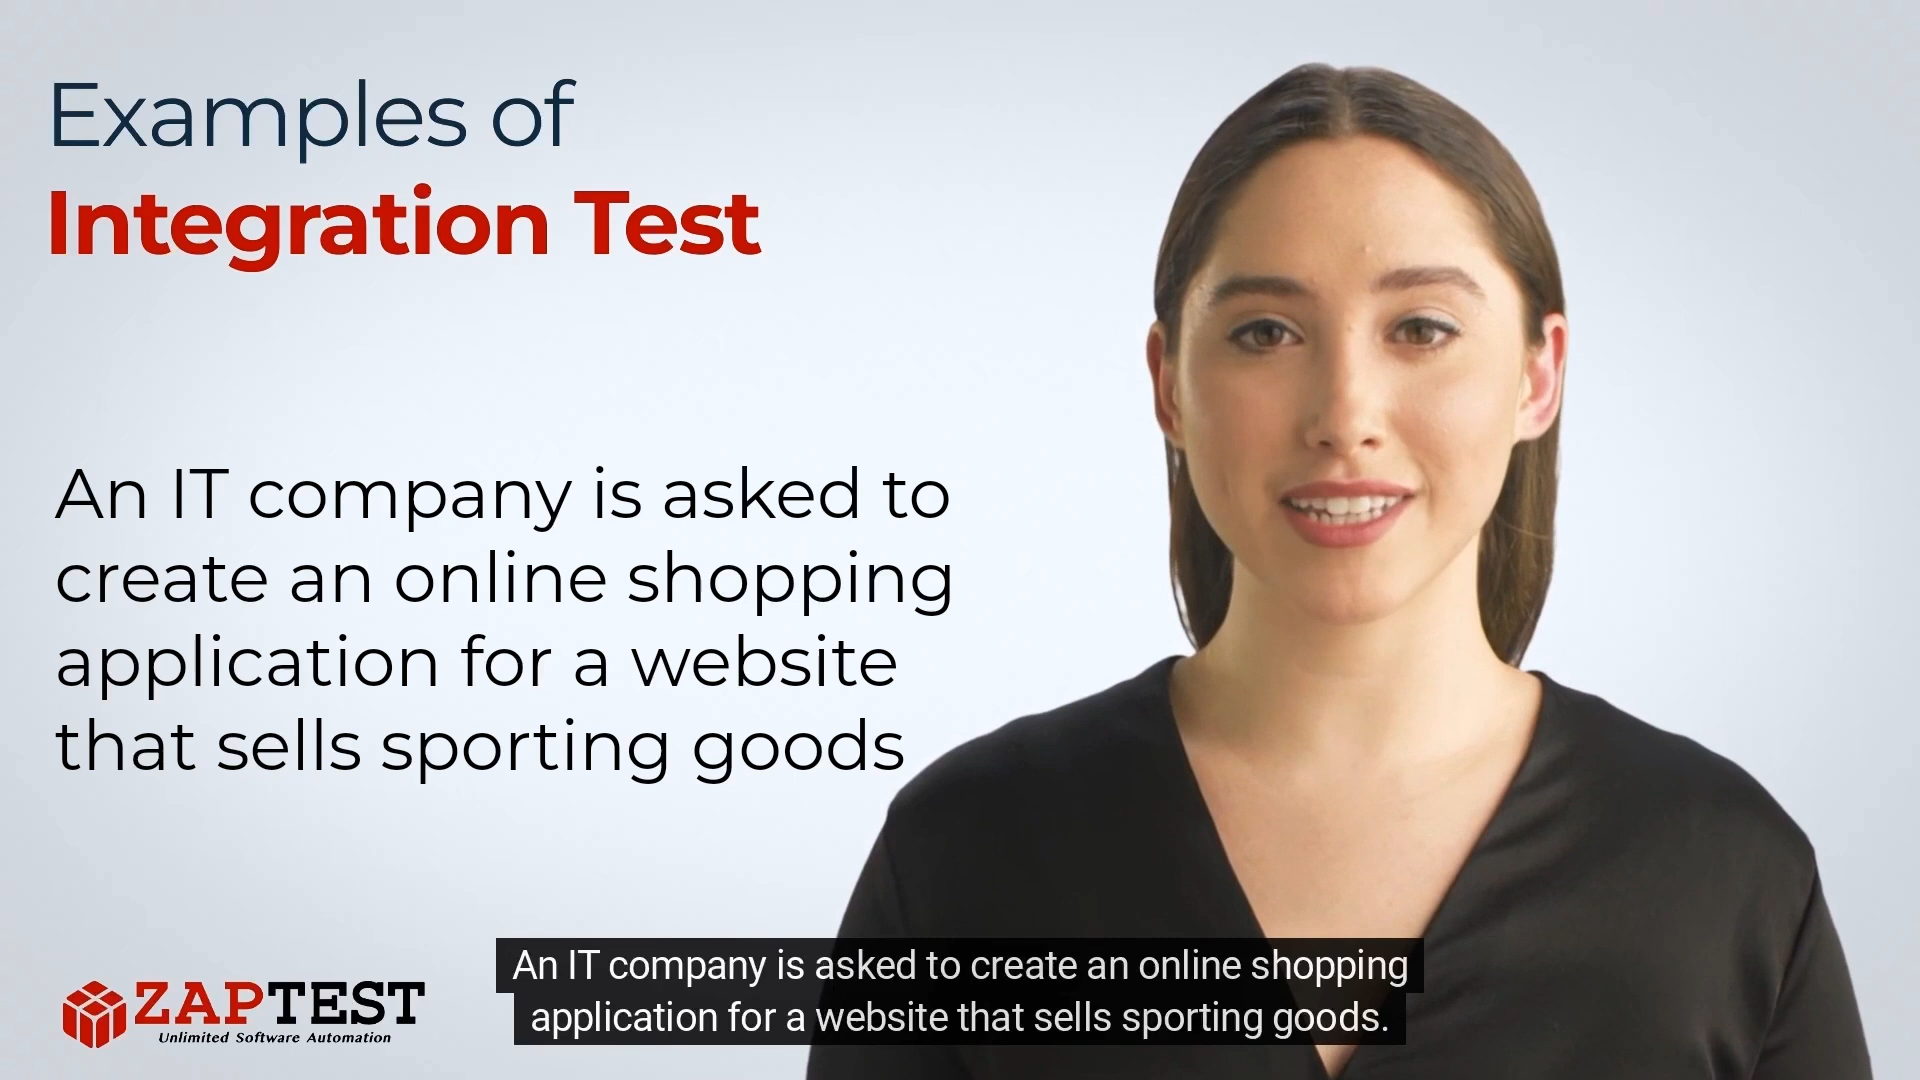 Examples of
Integration Test
An IT company is asked to
create an online shopping
application for a website
that sells sporting goods
ZAPTEST
Unlimited Software Automation
An IT company is asked to create an online shopping
application for a website that sells sporting goods.